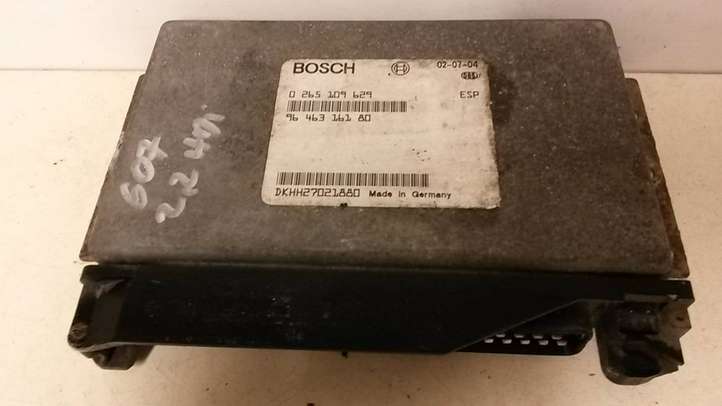 BOSCH
02-07-04
0 265 109 629
ESP
96 463 161 80
DKHH27021880 Made in Germany
607
2,2 HDi